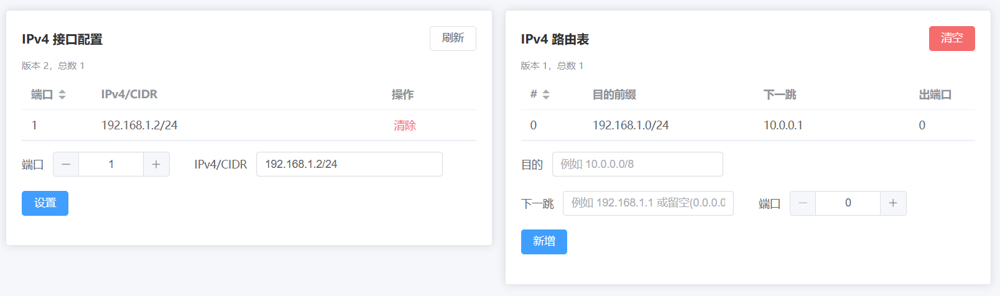 IPv4 接口配置
刷新
版本 2，总数 1
端口 IPv4/CIDR 操作
1 192.168.1.2/24 清除
端口 1 IPv4/CIDR 192.168.1.2/24
设置
IPv4 路由表
清空
版本 1，总数 1
# 目的前缀 下一跳 出端口
0 192.168.1.0/24 10.0.0.1 0
目的 例如 10.0.0.0/8
下一跳 例如 192.168.1.1 或留空(0.0.0.0 端口 0
新增